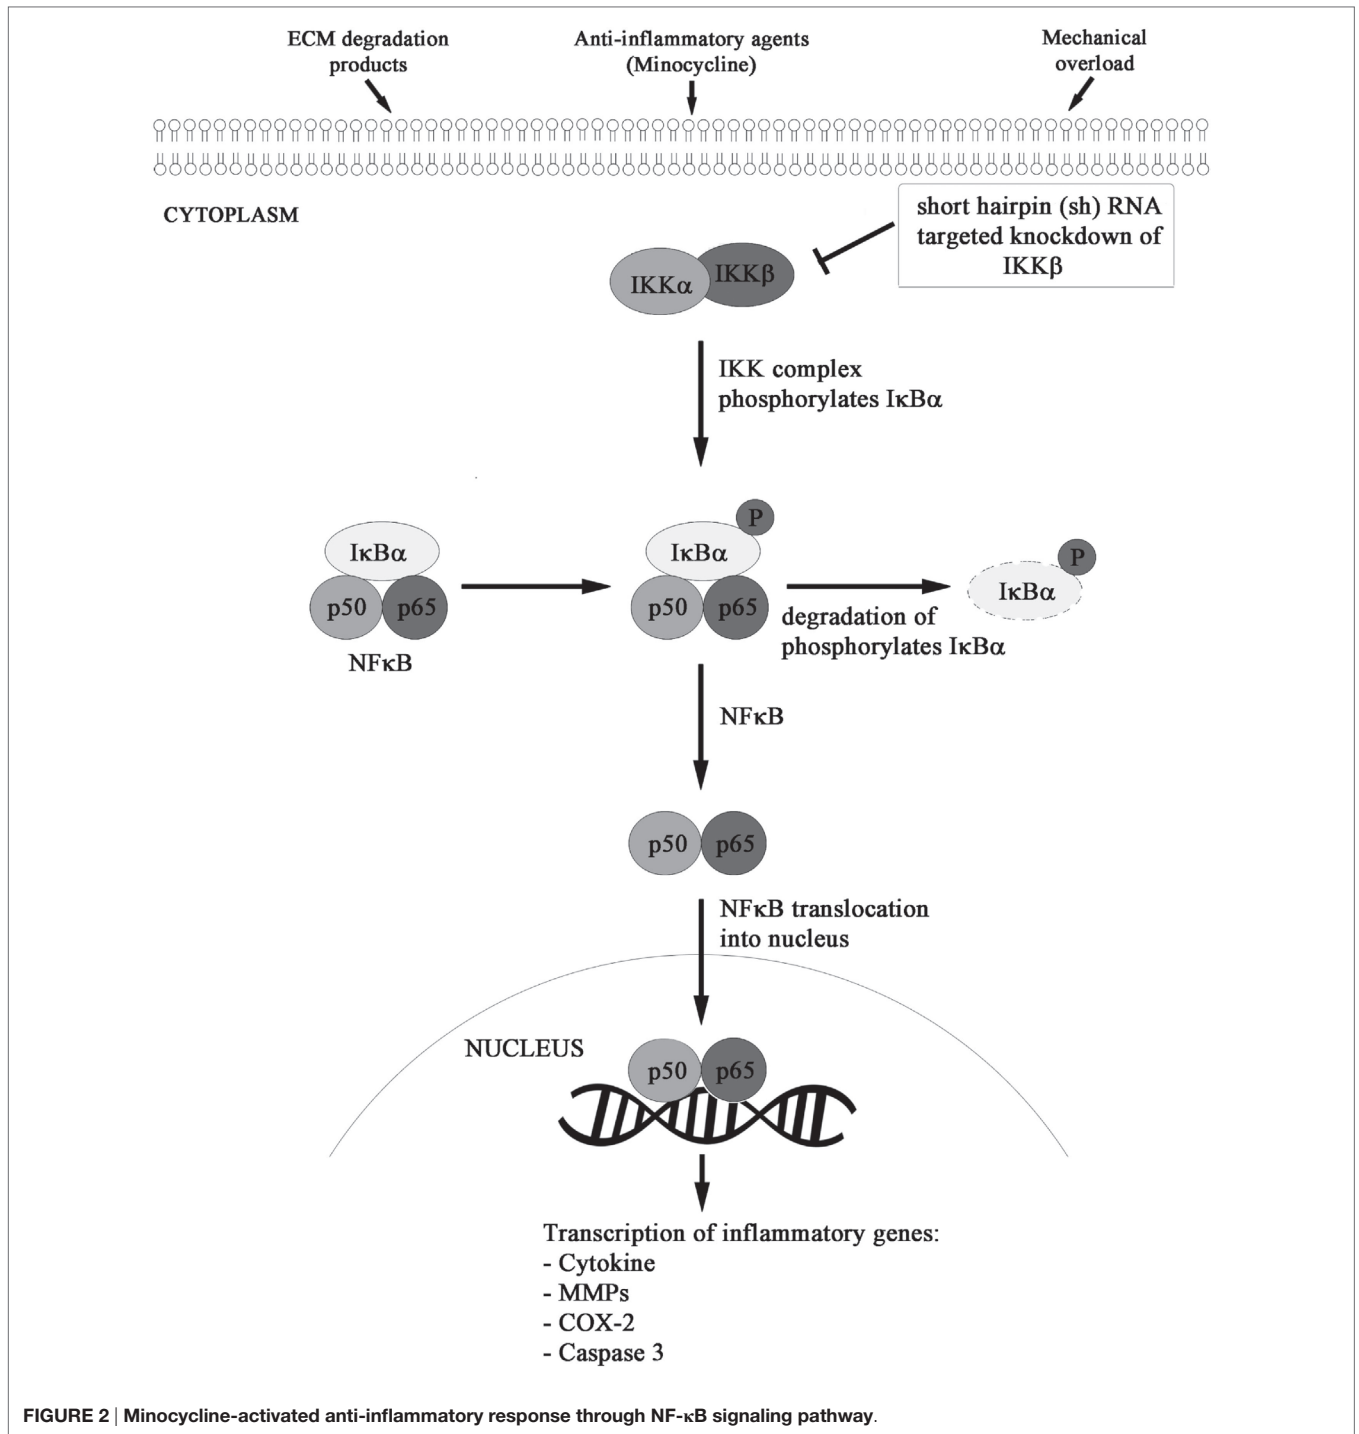 ECM degradation
products
Anti-inflammatory agents
(Minocycline)
Mechanical
overload
CYTOPLASM
short hairpin (sh) RNA
targeted knockdown of
IKKβ
IKKα
IKKβ
IKK complex
phosphorylates IκBα
IκBα
p50
p65
NFκB
P
IκBα
p50
p65
degradation of
phosphorylates IκBα
P
IκBα
NFκB
p50
p65
NFκB translocation
into nucleus
NUCLEUS
p50
p65
Transcription of inflammatory genes:
- Cytokine
- MMPs
- COX-2
- Caspase 3
FIGURE 2 | Minocycline-activated anti-inflammatory response through NF-κB signaling pathway.